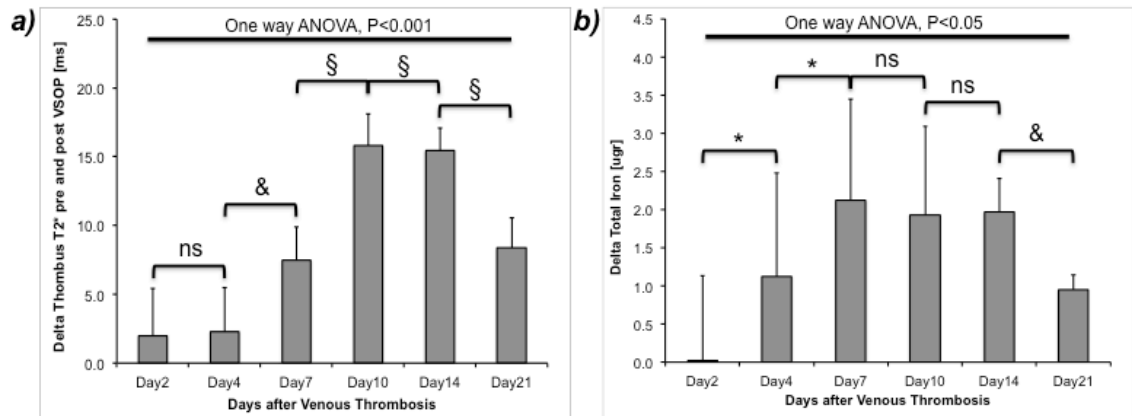 a)
One way ANOVA, P<0.001
Delta Thombus T2* pre and post VSOP [ms]
25.0
20.0
15.0
10.0
5.0
0.0
ns
&
§
§
§
Day2
Day4
Day7
Day10
Day14
Day21
Days after Venous Thrombosis
b)
One way ANOVA, P<0.05
Delta Total Iron [ugr]
4.5
4.0
3.5
3.0
2.5
2.0
1.5
1.0
0.5
0.0
*
*
ns
ns
&
Day2
Day4
Day7
Day10
Day14
Day21
Days after Venous Thrombosis